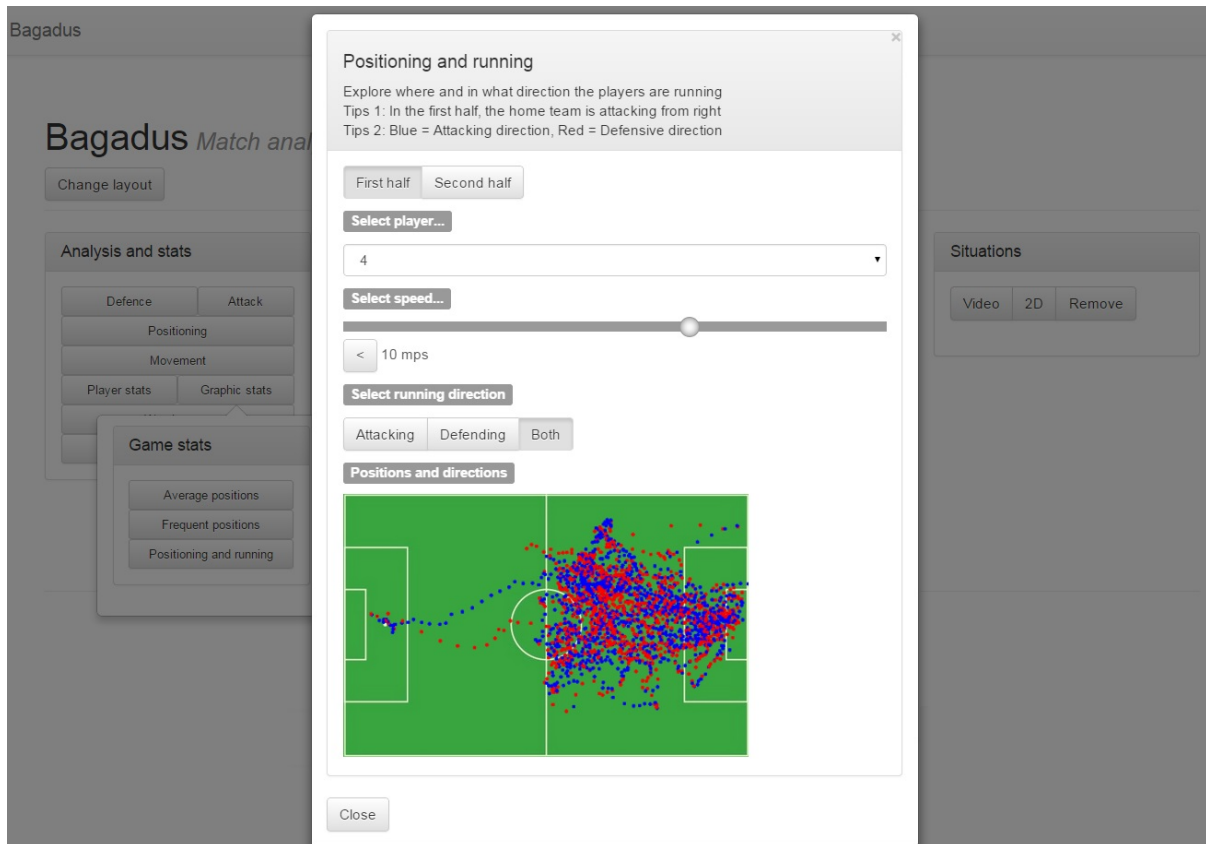 Bagadus
Bagadus Match anal
Change layout
Analysis and stats
Defence Attack
Positioning
Movement
Player stats Graphic stats
Game stats
Average positions
Frequent positions
Positioning and running
×
Positioning and running
Explore where and in what direction the players are running
Tips 1: In the first half, the home team is attacking from right
Tips 2: Blue = Attacking direction, Red = Defensive direction
First half Second half
Select player...
4
Select speed...
< 10 mps
Select running direction
Attacking Defending Both
Positions and directions
Close
Situations
Video 2D Remove